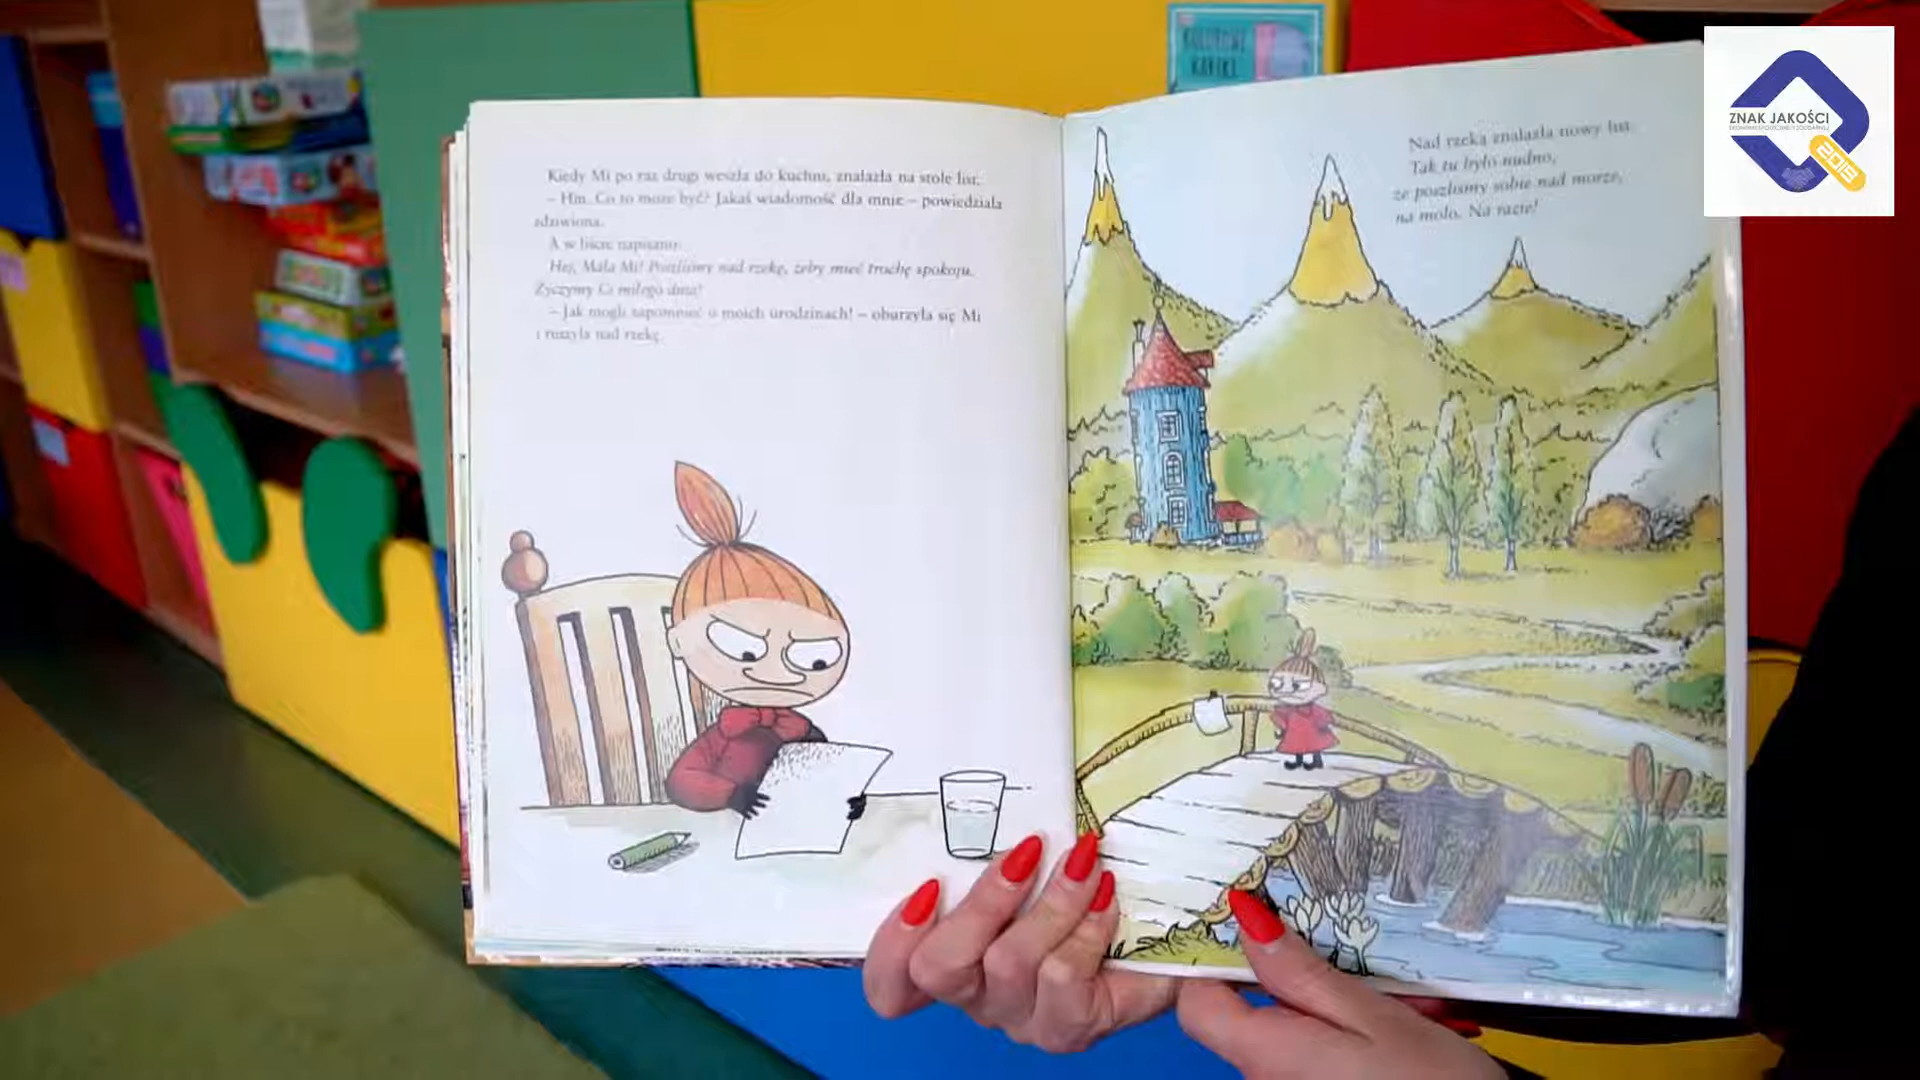 Kiedy Mi po raz drugi weszła do kuchni, znalazła na stole list.
– Hm. Co to może być? Jakaś wiadomość dla mnie – powiedziała
zdziwiona.
A w liście napisano:
Hej, Mała Mi! Poszliśmy nad rzekę, żeby mieć trochę spokoju.
Życzymy Ci miłego dnia!
– Jak mogli zapomnieć o moich urodzinach! – oburzyła się Mi
i ruszyła nad rzekę.
Nad rzeką znalazła nowy list:
Tak tu było nudno,
że poszliśmy sobie nad morze,
na molo. Na razie!
ZNAK JAKOŚCI
2019